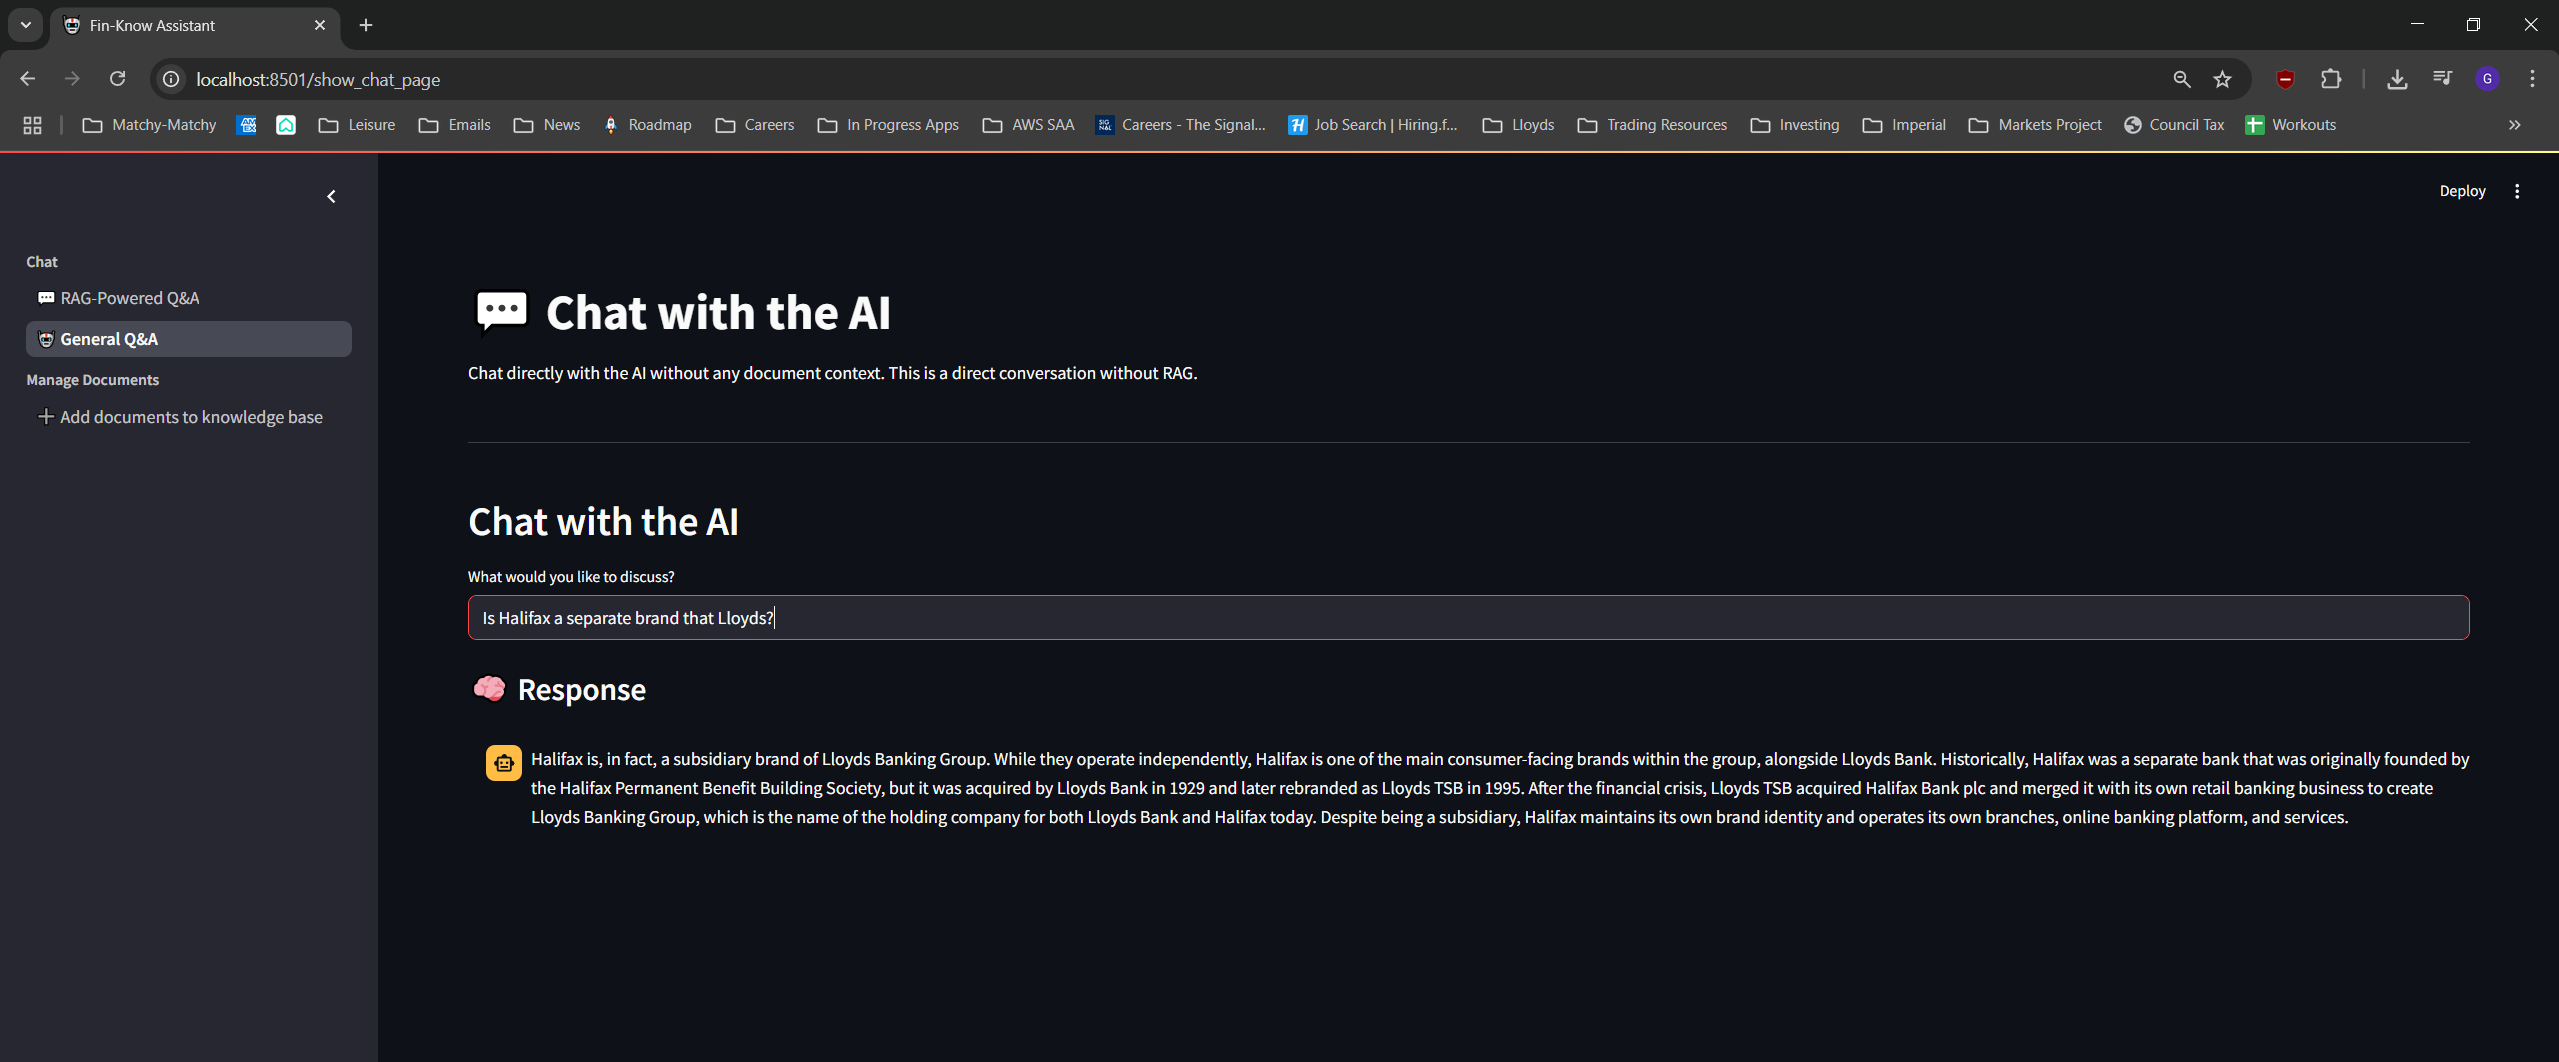 Fin-Know Assistant
localhost:8501/show_chat_page
G
Matchy-Matchy
AM
EX
Leisure
Emails
News
Roadmap
Careers
In Progress Apps
AWS SAA
SIG
N&L
Careers - The Signal...
H
Job Search | Hiring.f...
Lloyds
Trading Resources
Investing
Imperial
Markets Project
Council Tax
Workouts
Deploy
Chat
RAG-Powered Q&A
General Q&A
Manage Documents
Add documents to knowledge base
Chat with the AI
Chat directly with the AI without any document context. This is a direct conversation without RAG.
Chat with the AI
What would you like to discuss?
Is Halifax a separate brand that Lloyds?
Response
Halifax is, in fact, a subsidiary brand of Lloyds Banking Group. While they operate independently, Halifax is one of the main consumer-facing brands within the group, alongside Lloyds Bank. Historically, Halifax was a separate bank that was originally founded by
the Halifax Permanent Benefit Building Society, but it was acquired by Lloyds Bank in 1929 and later rebranded as Lloyds TSB in 1995. After the financial crisis, Lloyds TSB acquired Halifax Bank plc and merged it with its own retail banking business to create
Lloyds Banking Group, which is the name of the holding company for both Lloyds Bank and Halifax today. Despite being a subsidiary, Halifax maintains its own brand identity and operates its own branches, online banking platform, and services.